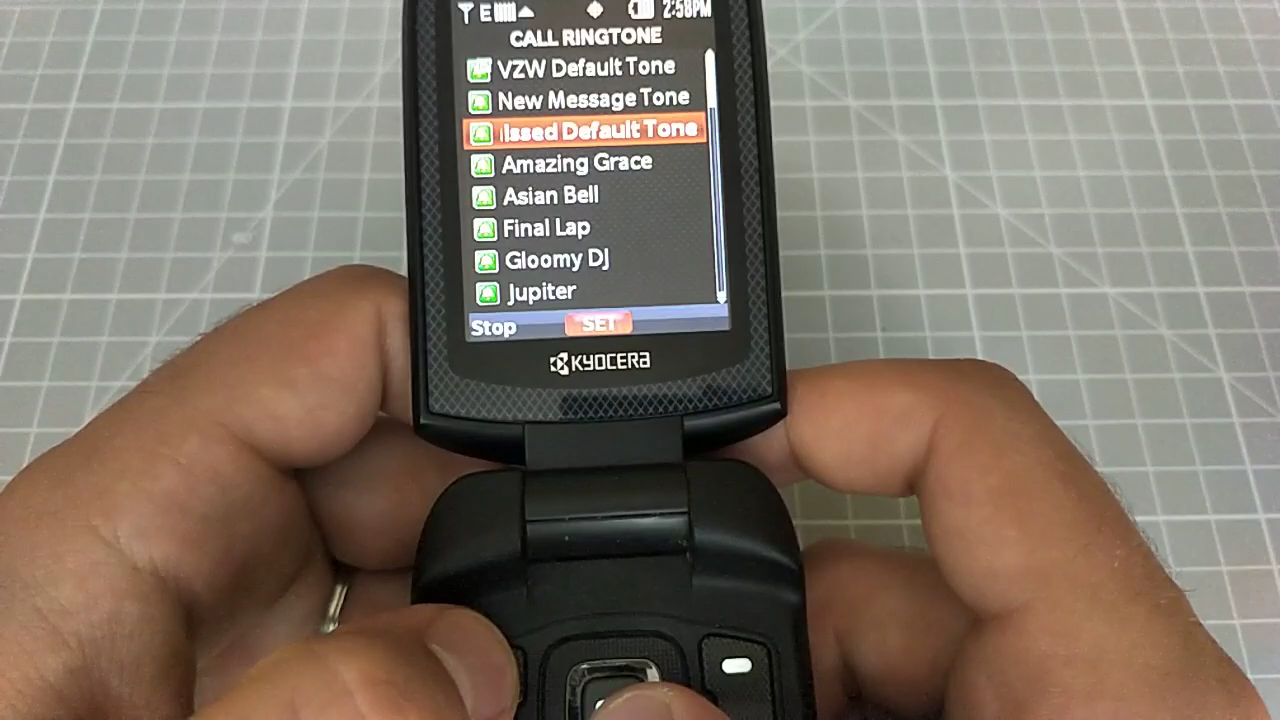 E 2:58PM
CALL RINGTONE
VZW Default Tone
New Message Tone
Issed Default Tone
Amazing Grace
Asian Bell
Final Lap
Gloomy DJ
Jupiter
Stop SET
KYOCERA